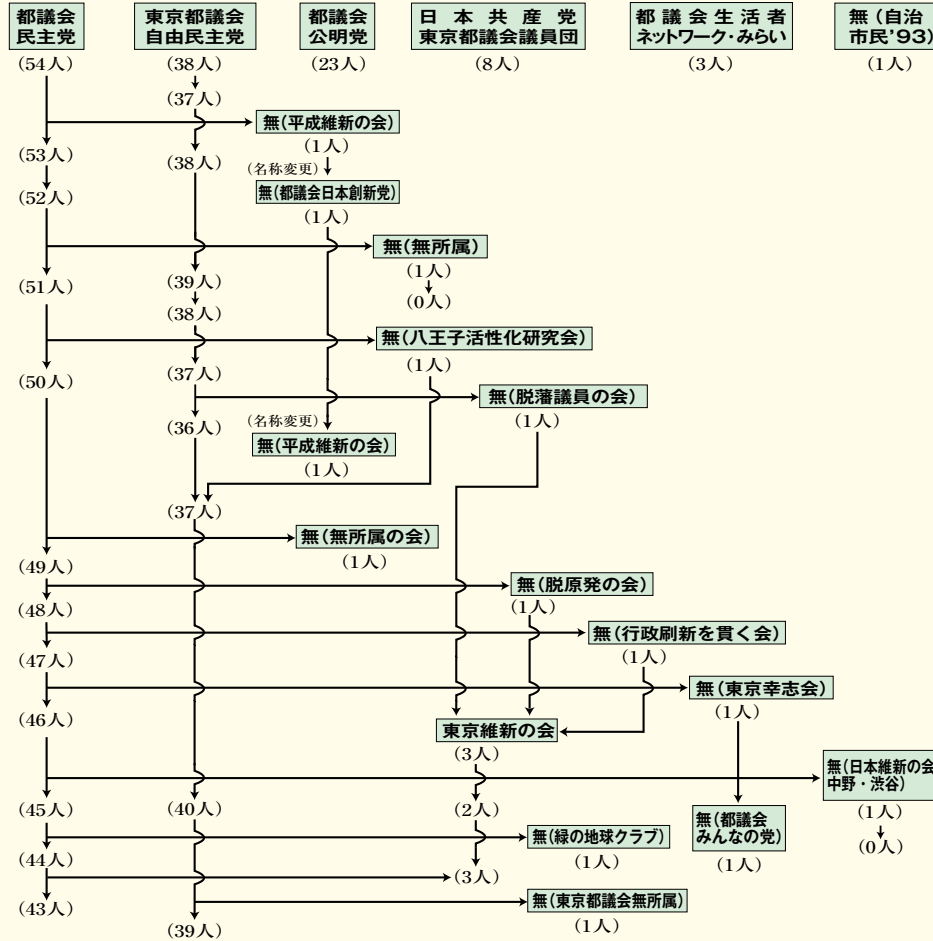 都議会
民主党
東京都議会
自由民主党
都議会
公明党
日本共産党
東京都議会議員団
都議会生活者
ネットワーク・みらい
無(自治
市民'93)
(54人)
(38人)
(23人)
(8人)
(3人)
(1人)
(37人)
無(平成維新の会)
(53人)
(38人)
(1人)
(名称変更)
(52人)
無(都議会日本創新党)
(1人)
無(無所属)
(51人)
(39人)
(1人)
(0人)
(38人)
無(八王子活性化研究会)
(50人)
(37人)
(1人)
無(脱藩議員の会)
(36人)
(名称変更)
(1人)
無(平成維新の会)
(1人)
(37人)
無(無所属の会)
(49人)
(1人)
無(脱原発の会)
(48人)
(1人)
無(行政刷新を貫く会)
(47人)
(1人)
無(東京幸志会)
(46人)
(1人)
東京維新の会
(3人)
無(日本維新の会
中野・渋谷)
(45人)
(40人)
(2人)
(1人)
無(都議会
みんなの党)
無(緑の地球クラブ)
(44人)
(1人)
(1人)
(0人)
(3人)
(43人)
無(東京都議会無所属)
(39人)
(1人)